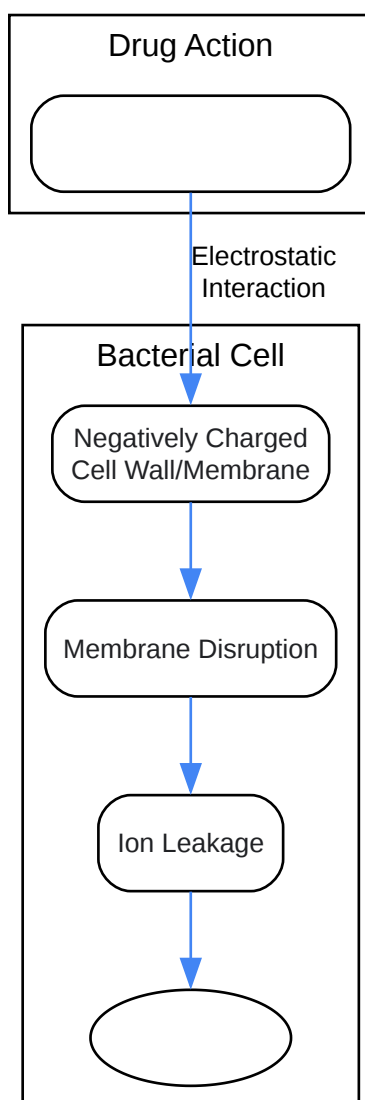 Drug Action
Electrostatic
Interaction
Bacterial Cell
Negatively Charged
Cell Wall/Membrane
Membrane Disruption
Ion Leakage